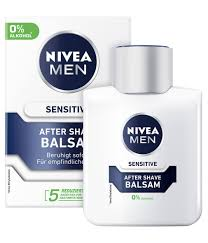 0%
ALKOHOL*
NIVEA
MEN
SENSITIVE
AFTER SHAVE
BALSAM
Beruhigt sofort
Für empfindliche
5
NIVEA
MEN
SENSITIVE
AFTER SHAVE
BALSAM
0%